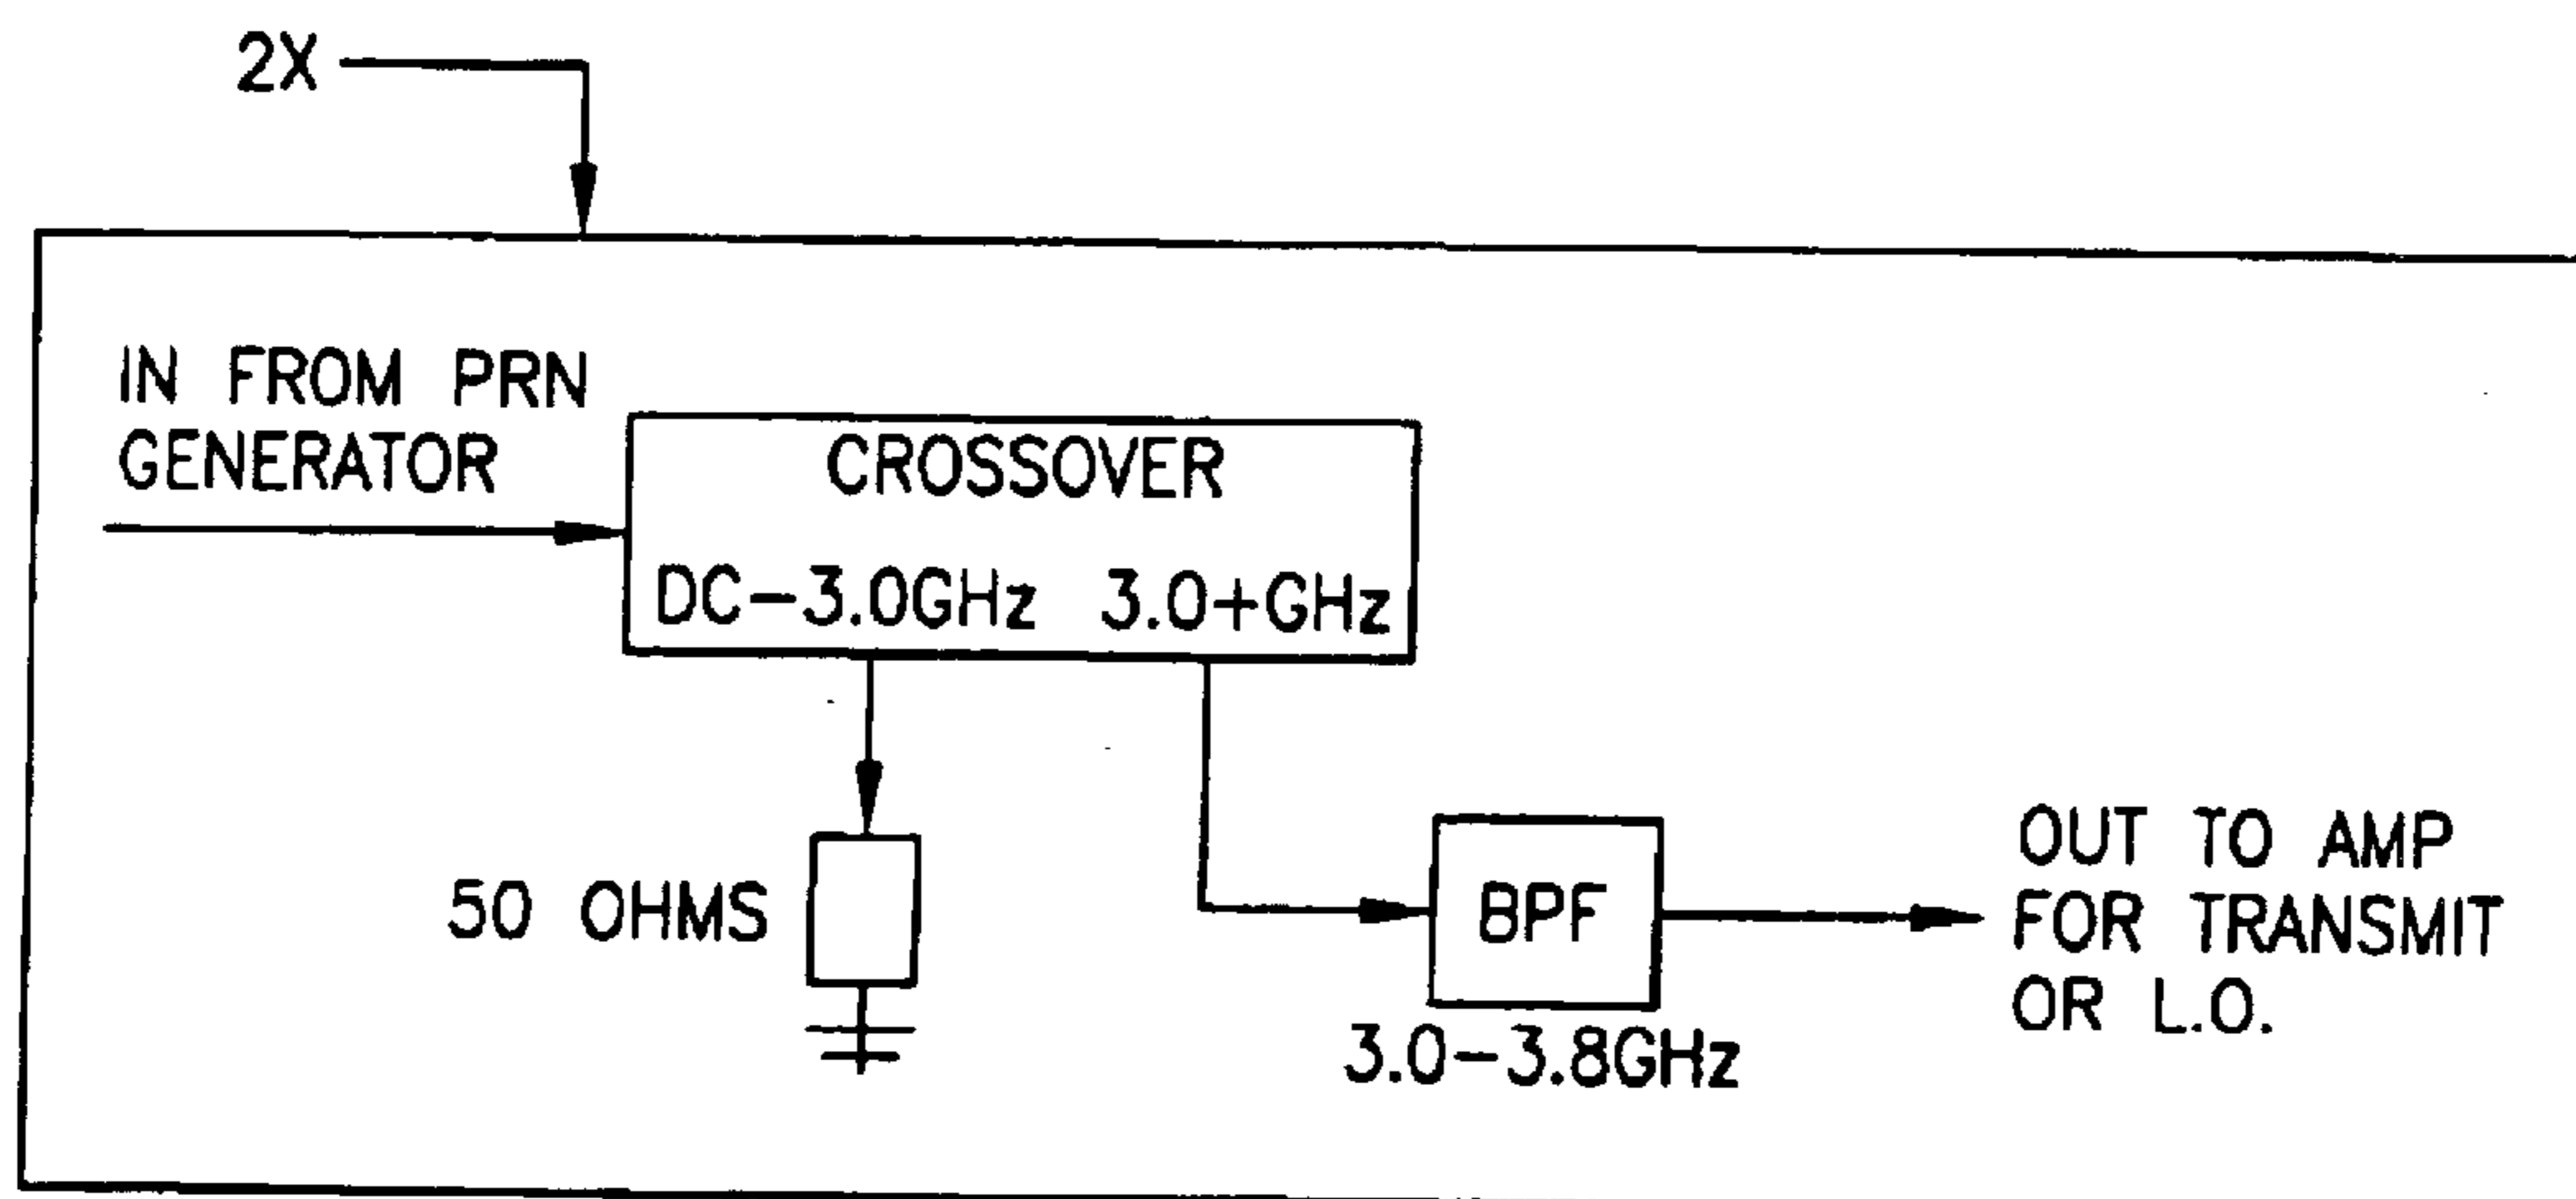 2X
IN FROM PRN
GENERATOR
CROSSOVER
DC-3.0GHz 3.0+GHz
50 OHMS
BPF
3.0-3.8GHz
OUT TO AMP
FOR TRANSMIT
OR L.O.